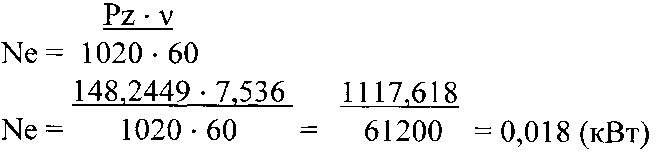 Pz · ν
Ne = 1020 · 60
148,2449 · 7,536 1117,618
Ne = 1020 · 60 = 61200 = 0,018 (кВт)